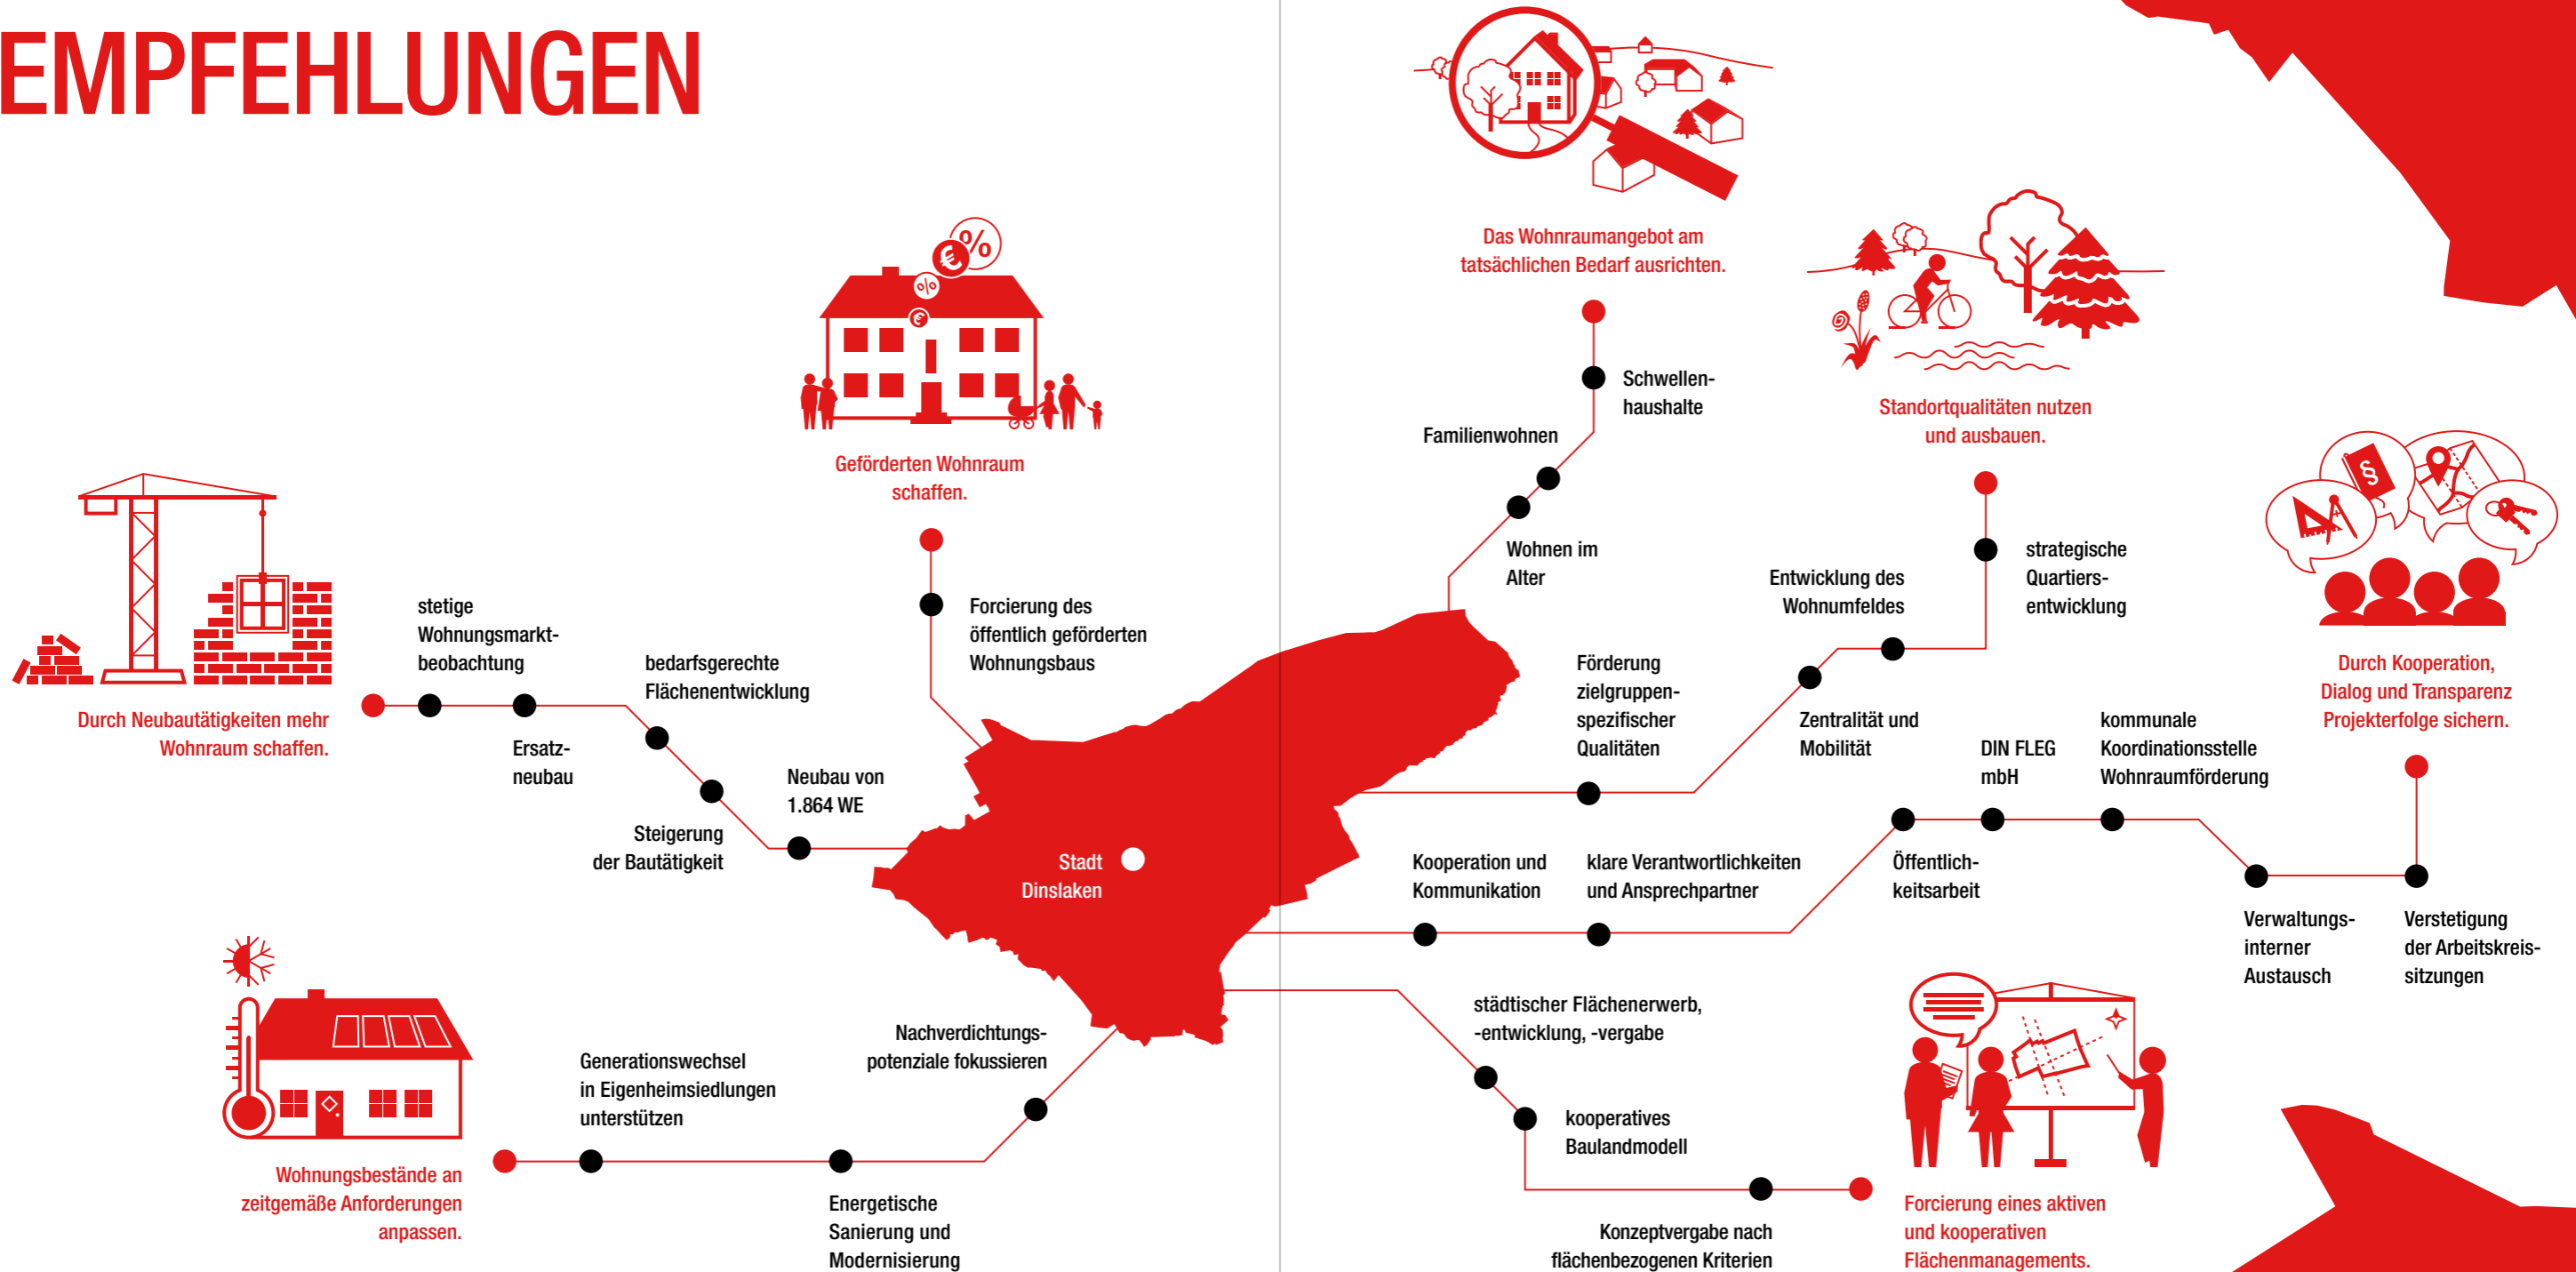 EMPFEHLUNGEN
Durch Neubautätigkeiten mehr
Wohnraum schaffen.
stetige
Wohnungsmarkt-
beobachtung
Ersatz-
neubau
bedarfsgerechte
Flächenentwicklung
Steigerung
der Bautätigkeit
Neubau von
1.864 WE
€
%
%
€
Geförderten Wohnraum
schaffen.
Forcierung des
öffentlich geförderten
Wohnungsbaus
Stadt
Dinslaken
Wohnungsbestände an
zeitgemäße Anforderungen
anpassen.
Generationswechsel
in Eigenheimsiedlungen
unterstützen
Energetische
Sanierung und
Modernisierung
Nachverdichtungs-
potenziale fokussieren
Das Wohnraumangebot am
tatsächlichen Bedarf ausrichten.
Schwellen-
haushalte
Familienwohnen
Wohnen im
Alter
Standortqualitäten nutzen
und ausbauen.
strategische
Quartiers-
entwicklung
Entwicklung des
Wohnumfeldes
Zentralität und
Mobilität
Förderung
zielgruppen-
spezifischer
Qualitäten
§
Durch Kooperation,
Dialog und Transparenz
Projekterfolge sichern.
Kooperation und
Kommunikation
klare Verantwortlichkeiten
und Ansprechpartner
Öffentlich-
keitsarbeit
DIN FLEG
mbH
kommunale
Koordinationsstelle
Wohnraumförderung
Verwaltungs-
interner
Austausch
Verstetigung
der Arbeitskreis-
sitzungen
städtischer Flächenerwerb,
-entwicklung, -vergabe
kooperatives
Baulandmodell
Konzeptvergabe nach
flächenbezogenen Kriterien
Forcierung eines aktiven
und kooperativen
Flächenmanagements.